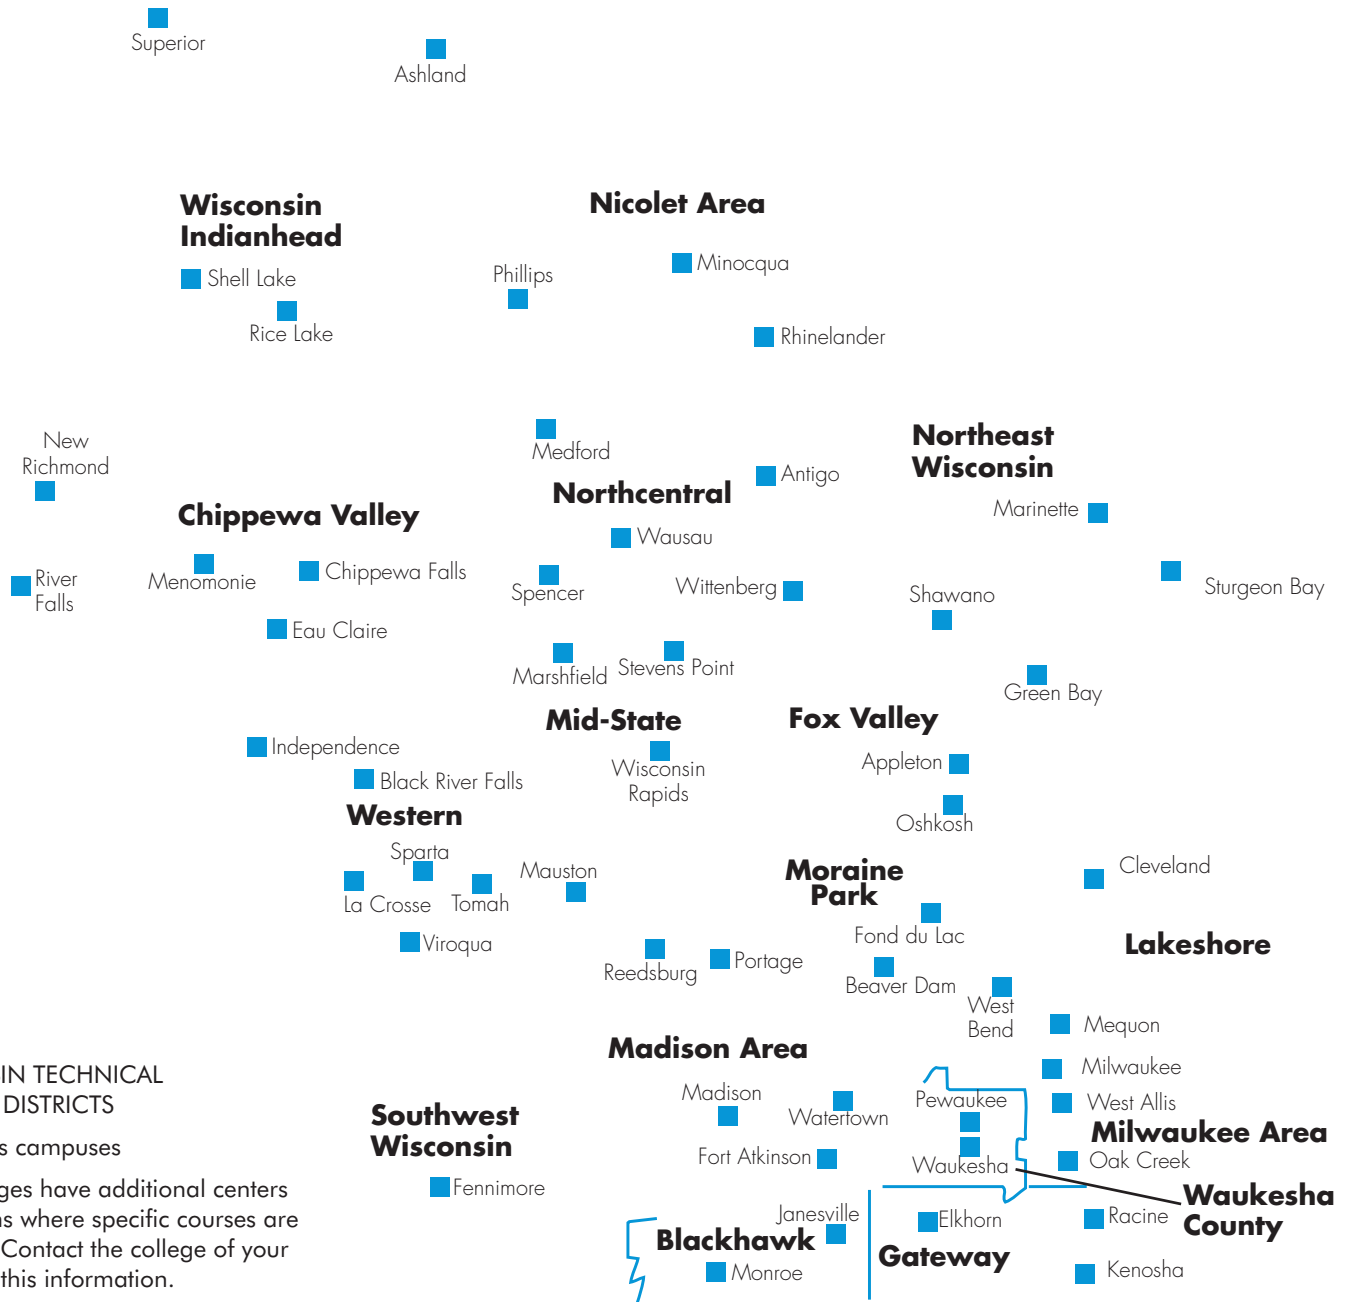 Superior
Ashland
Wisconsin
Indianhead
Nicolet Area
Shell Lake
Phillips
Minocqua
Rice Lake
Rhinelander
New
Richmond
Medford
Northeast
Wisconsin
Antigo
Northcentral
Chippewa Valley
Marinette
Wausau
River
Falls
Menomonie
Chippewa Falls
Spencer
Wittenberg
Shawano
Sturgeon Bay
Eau Claire
Marshfield
Stevens Point
Green Bay
Mid-State
Fox Valley
Independence
Wisconsin
Rapids
Appleton
Black River Falls
Western
Oshkosh
Sparta
Mauston
Moraine
Park
Cleveland
La Crosse
Tomah
Fond du Lac
Viroqua
Lakeshore
Reedsburg
Portage
Beaver Dam
West
Bend
Mequon
Madison Area
Milwaukee
IN TECHNICAL
DISTRICTS
Madison
Watertown
Pewaukee
West Allis
Southwest
Wisconsin
Milwaukee Area
s campuses
Fort Atkinson
Waukesha
Oak Creek
ges have additional centers
Fennimore
Waukesha
County
ns where specific courses are
Janesville
Elkhorn
Racine
Contact the college of your
Blackhawk
Gateway
this information.
Monroe
Kenosha